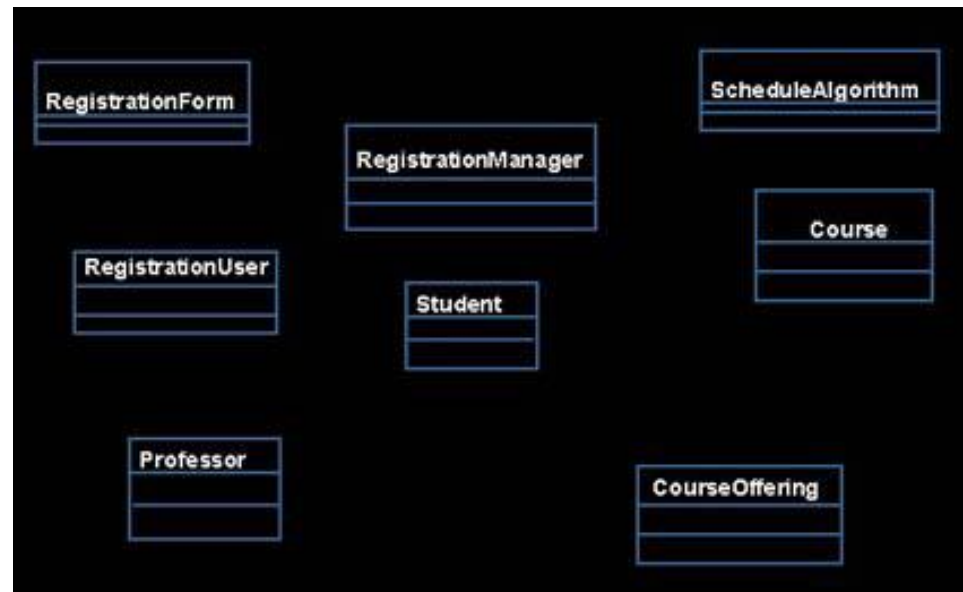 RegistrationForm
ScheduleAlgorithm
RegistrationManager
Course
RegistrationUser
Student
Professor
CourseOffering